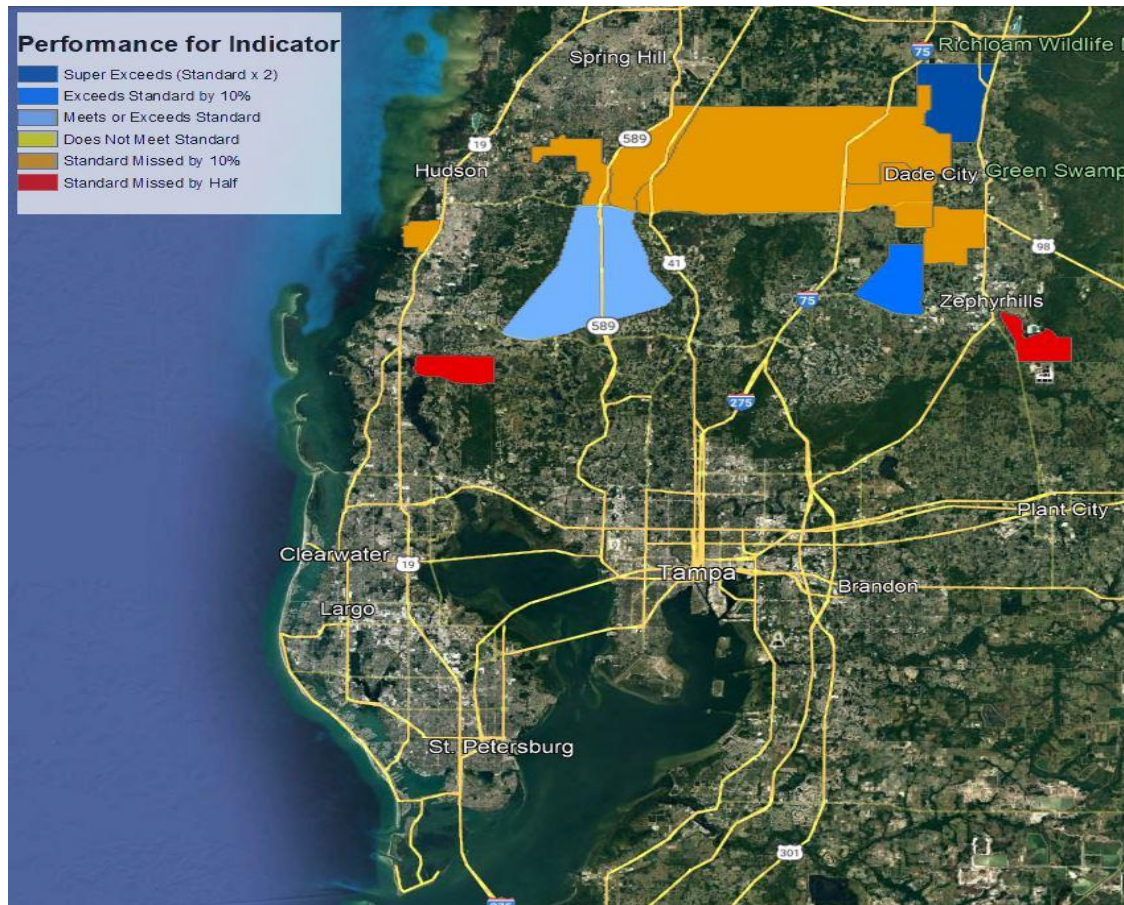 Performance for Indicator
Super Exceeds (Standard x 2)
Exceeds Standard by 10%
Meets or Exceeds Standard
Does Not Meet Standard
Standard Missed by 10%
Standard Missed by Half
75
Richloam Wildlife
Spring Hill
589
19
Hudson
Dade City
Green Swamp
98
41
75
Zephyrhills
589
275
Plant City
Clearwater
19
Tampa
Brandon
Largo
St. Petersburg
301
275